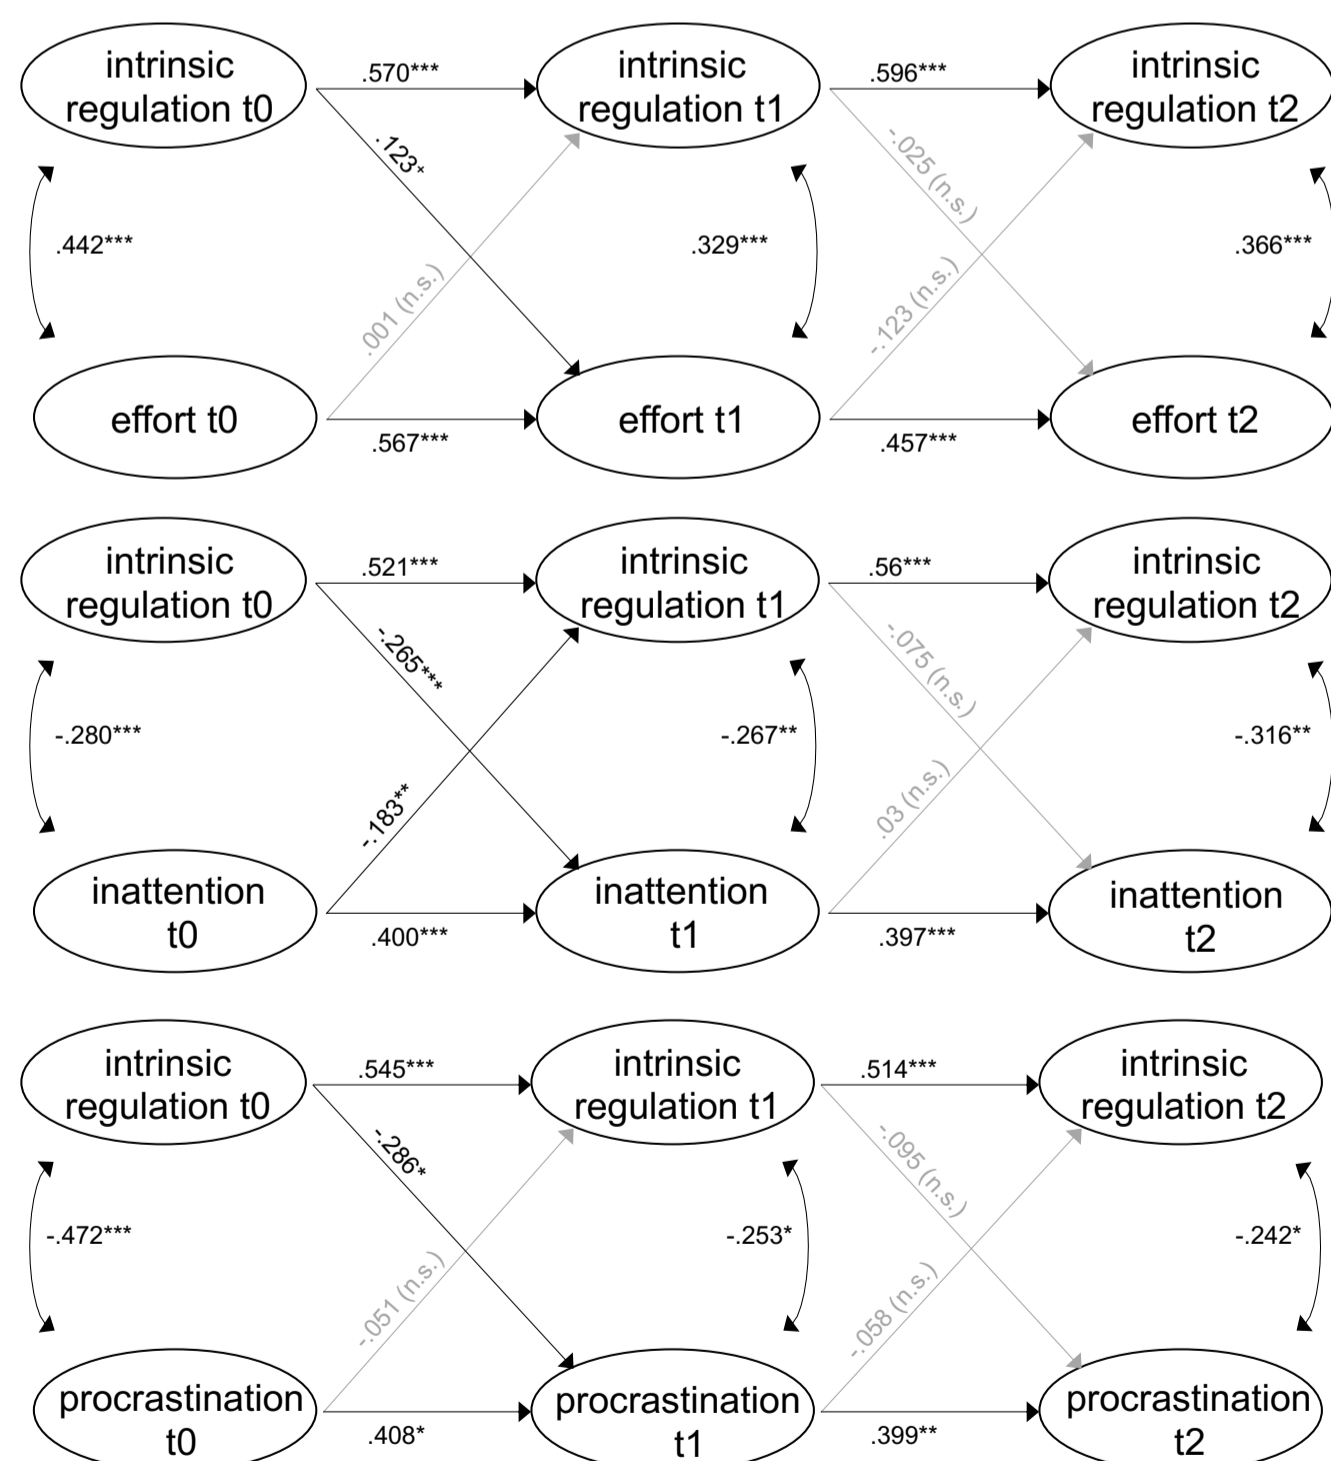 intrinsic
regulation t0
.570***
intrinsic
regulation t1
.596***
intrinsic
regulation t2
.123+
-.025 (n.s.)
.442***
.329***
.366***
.001 (n.s.)
-.123 (n.s.)
effort t0
.567***
effort t1
.457***
effort t2
intrinsic
regulation t0
.521***
intrinsic
regulation t1
.56***
intrinsic
regulation t2
-.265***
-.075 (n.s.)
-.280***
-.267**
-.316**
-.183**
.03 (n.s.)
inattention
t0
.400***
inattention
t1
.397***
inattention
t2
intrinsic
regulation t0
.545***
intrinsic
regulation t1
.514***
intrinsic
regulation t2
-.286*
-.095 (n.s.)
-.472***
-.253*
-.242*
-.051 (n.s.)
-.058 (n.s.)
procrastination
t0
.408*
procrastination
t1
.399**
procrastination
t2